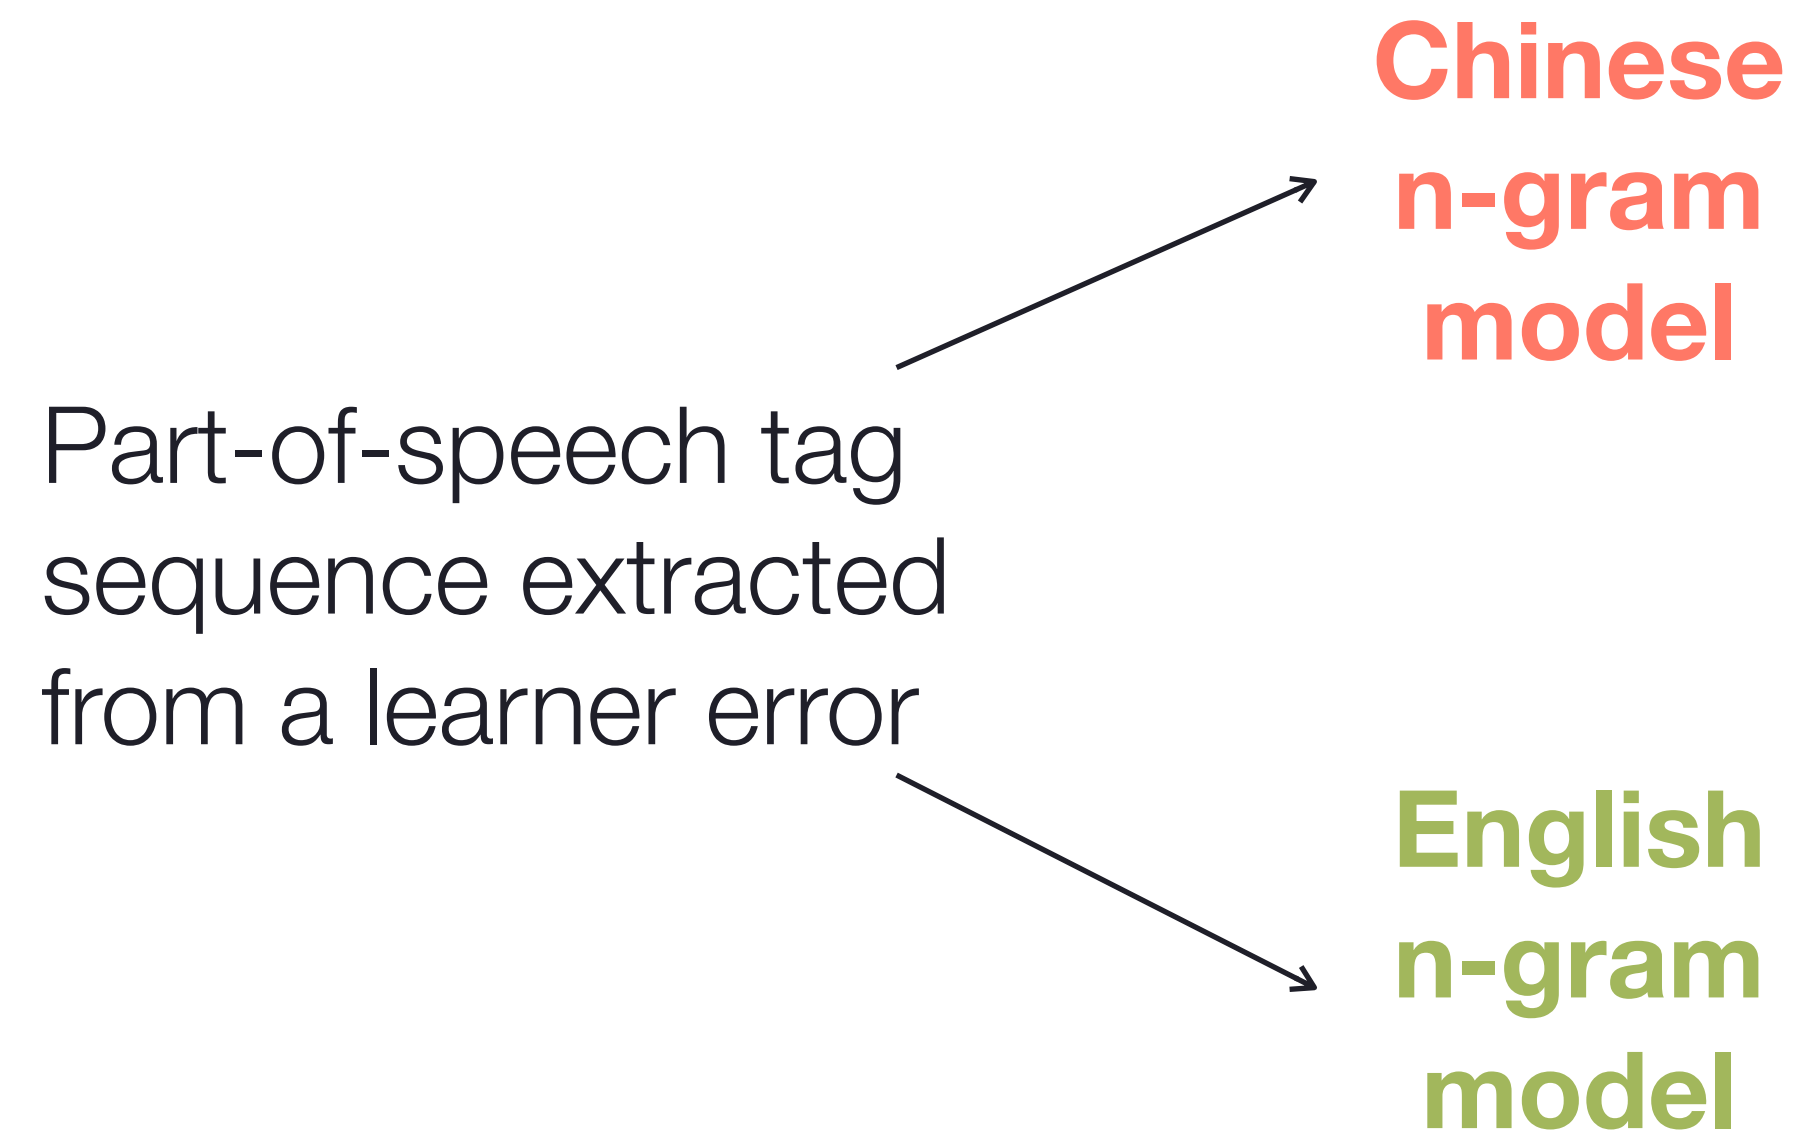 Chinese
n-gram
model
Part-of-speech tag
sequence extracted
from a learner error
English
n-gram
model